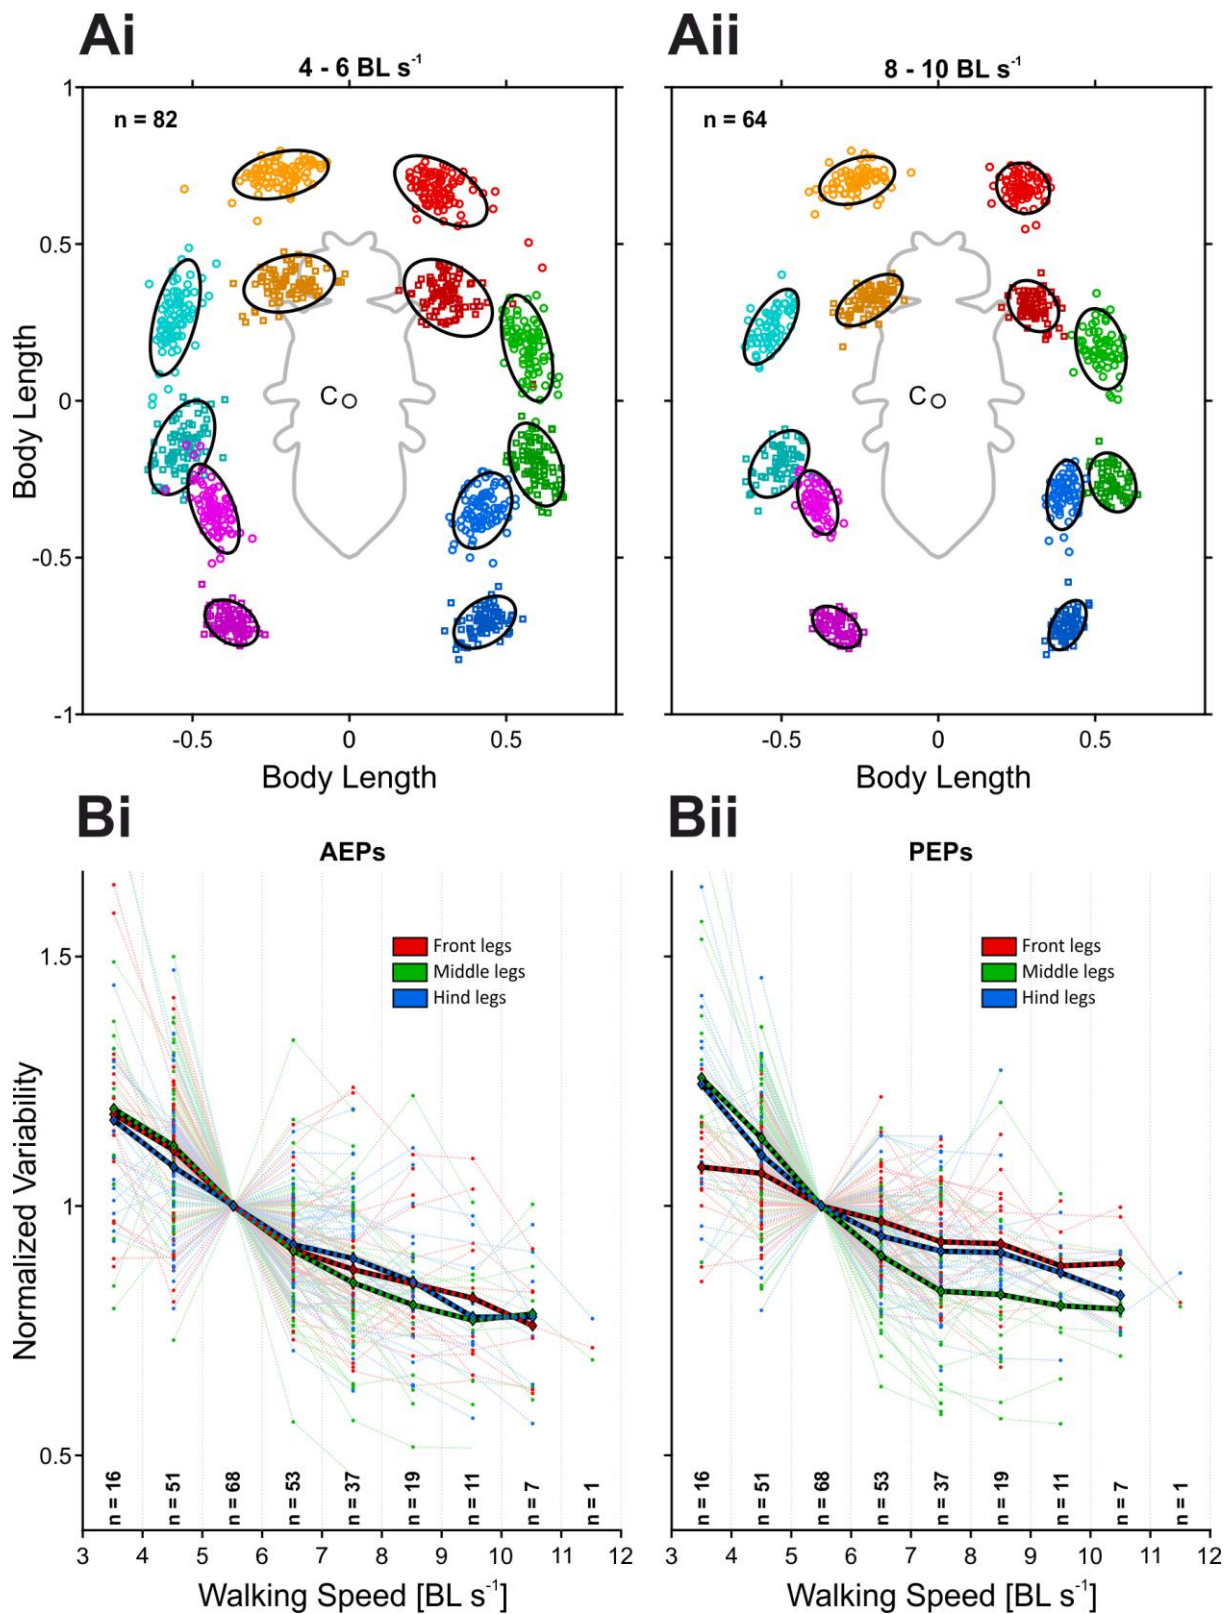 Ai
Aii
4 - 6 BL s⁻¹
8 - 10 BL s⁻¹
n = 82
n = 64
1
0.5
0
-0.5
-1
Body Length
C
C
-0.5
0
0.5
-0.5
0
0.5
Body Length
Body Length
Bi
Bii
AEPs
PEPs
Front legs
Middle legs
Hind legs
Front legs
Middle legs
Hind legs
1.5
1
0.5
Normalized Variability
n = 16
n = 51
n = 68
n = 53
n = 37
n = 19
n = 11
n = 7
n = 1
n = 16
n = 51
n = 68
n = 53
n = 37
n = 19
n = 11
n = 7
n = 1
3 4 5 6 7 8 9 10 11 12
3 4 5 6 7 8 9 10 11 12
Walking Speed [BL s⁻¹]
Walking Speed [BL s⁻¹]